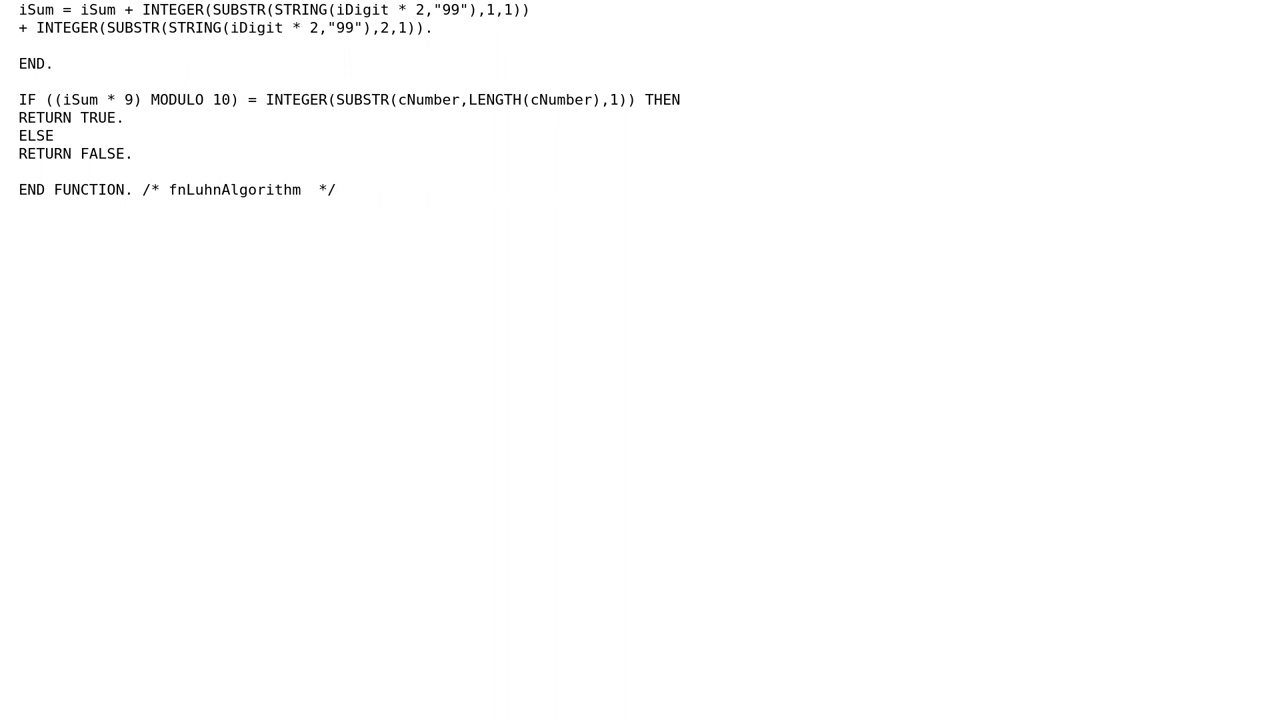 iSum = iSum + INTEGER(SUBSTR(STRING(iDigit * 2,"99"),1,1))
+ INTEGER(SUBSTR(STRING(iDigit * 2,"99"),2,1)).
END.
IF ((iSum * 9) MODULO 10) = INTEGER(SUBSTR(cNumber,LENGTH(cNumber),1)) THEN
RETURN TRUE.
ELSE
RETURN FALSE.
END FUNCTION. /* fnLuhnAlgorithm  */